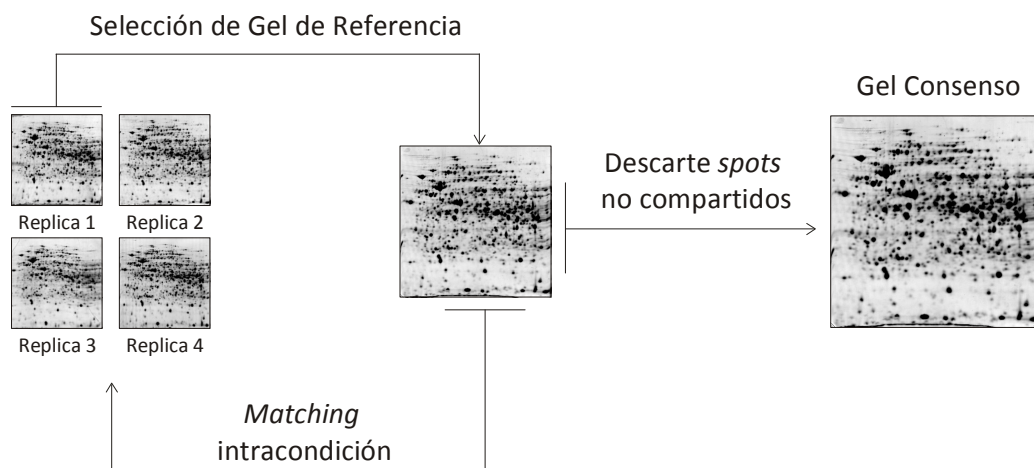 Selección de Gel de Referencia
Gel Consenso
Descarte spots
no compartidos
Replica 1
Replica 2
Replica 3
Replica 4
Matching
intracondición